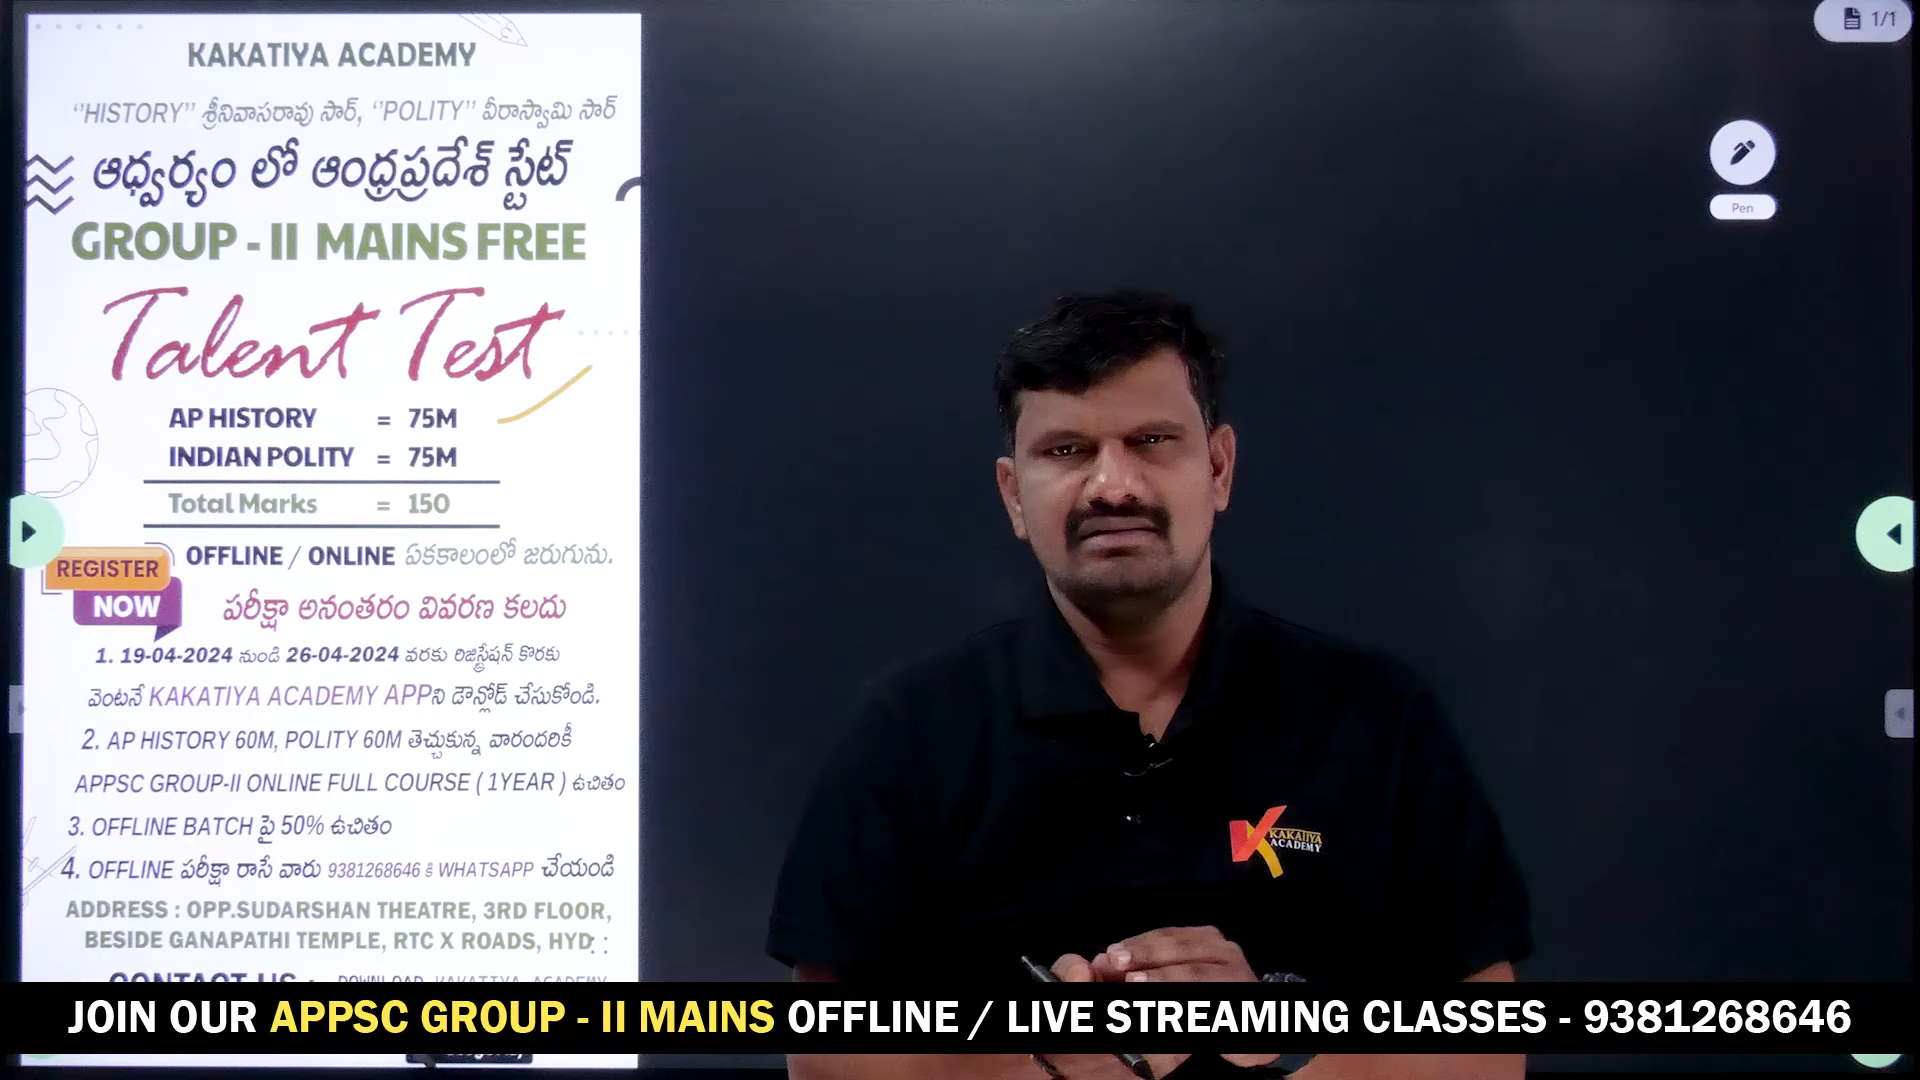 KAKATIYA ACADEMY
‘‘HISTORY’’ శ్రీనివాసరావు సార్, ‘‘POLITY’’ వీరాస్వామి సార్
ఆధ్వర్యం లో ఆంధ్రప్రదేశ్ స్టేట్
GROUP - II MAINS FREE
Talent Test
AP HISTORY = 75M
INDIAN POLITY = 75M
Total Marks = 150
OFFLINE / ONLINE ఏకకాలంలో జరుగును.
REGISTER
NOW
పరీక్షా అనంతరం వివరణ కలదు
1. 19-04-2024 నుండి 26-04-2024 వరకు రిజిస్ట్రేషన్ కొరకు
వెంటనే KAKATIYA ACADEMY APPని డౌన్లోడ్ చేసుకోండి.
2. AP HISTORY 60M, POLITY 60M తెచ్చుకున్న వారందరికీ
APPSC GROUP-II ONLINE FULL COURSE ( 1YEAR ) ఉచితం
3. OFFLINE BATCH పై 50% ఉచితం
4. OFFLINE పరీక్షా రాసే వారు 9381268646 కి WHATSAPP చేయండి
ADDRESS : OPP.SUDARSHAN THEATRE, 3RD FLOOR,
BESIDE GANAPATHI TEMPLE, RTC X ROADS, HYD
CONTACT US : DOWNLOAD KAKATIYA ACADEMY
1/1
Pen
KAKATIYA
ACADEMY
JOIN OUR APPSC GROUP - II MAINS OFFLINE / LIVE STREAMING CLASSES - 9381268646